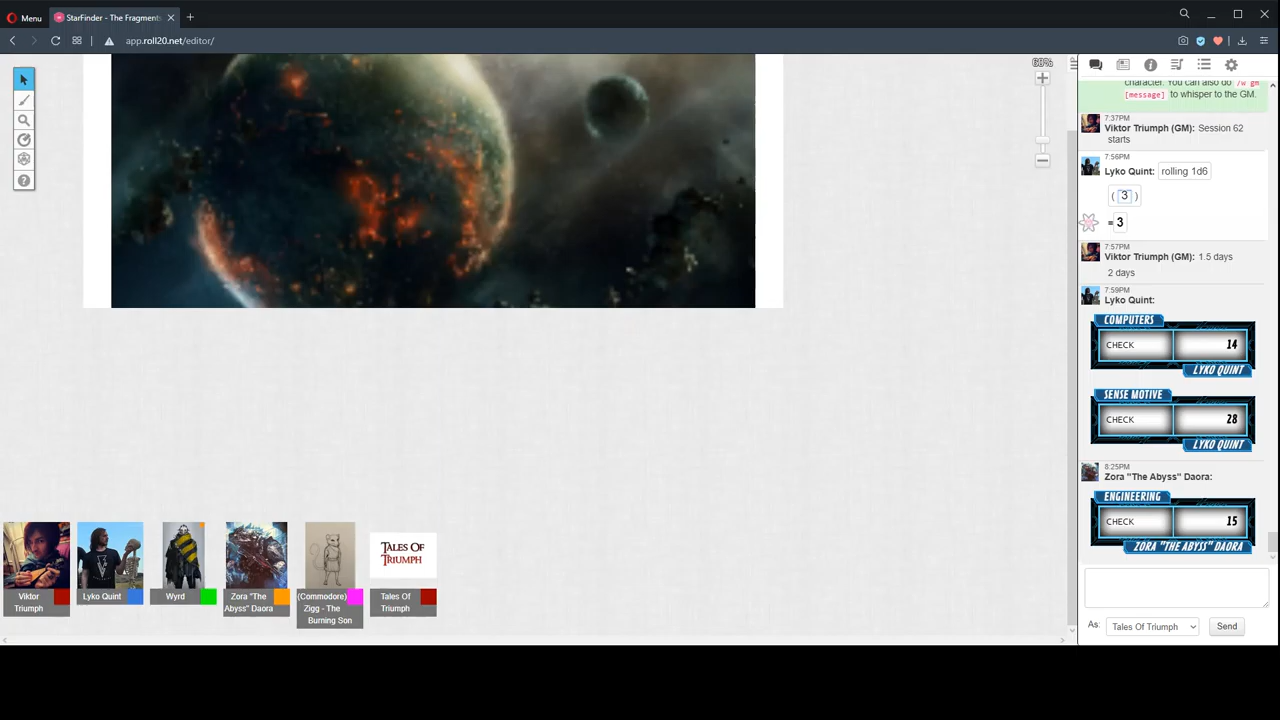 Menu
StarFinder - The Fragments
app.roll20.net/editor/
68%
character. You can also do /w gm
[message] to whisper to the GM.
7:37PM
Viktor Triumph (GM): Session 62
starts
7:56PM
Lyko Quint: rolling 1d6
( 3 )
= 3
7:57PM
Viktor Triumph (GM): 1.5 days
2 days
7:59PM
Lyko Quint:
COMPUTERS
CHECK 14
LYKO QUINT
SENSE MOTIVE
CHECK 28
LYKO QUINT
8:25PM
Zora "The Abyss" Daora:
ENGINEERING
CHECK 15
ZORA "THE ABYSS" DAORA
TALES OF
TRIUMPH
Viktor
Triumph
Lyko Quint
Wyrd
Zora "The
Abyss" Daora
(Commodore)
Zigg - The
Burning Son
Tales Of
Triumph
As: Tales Of Triumph Send